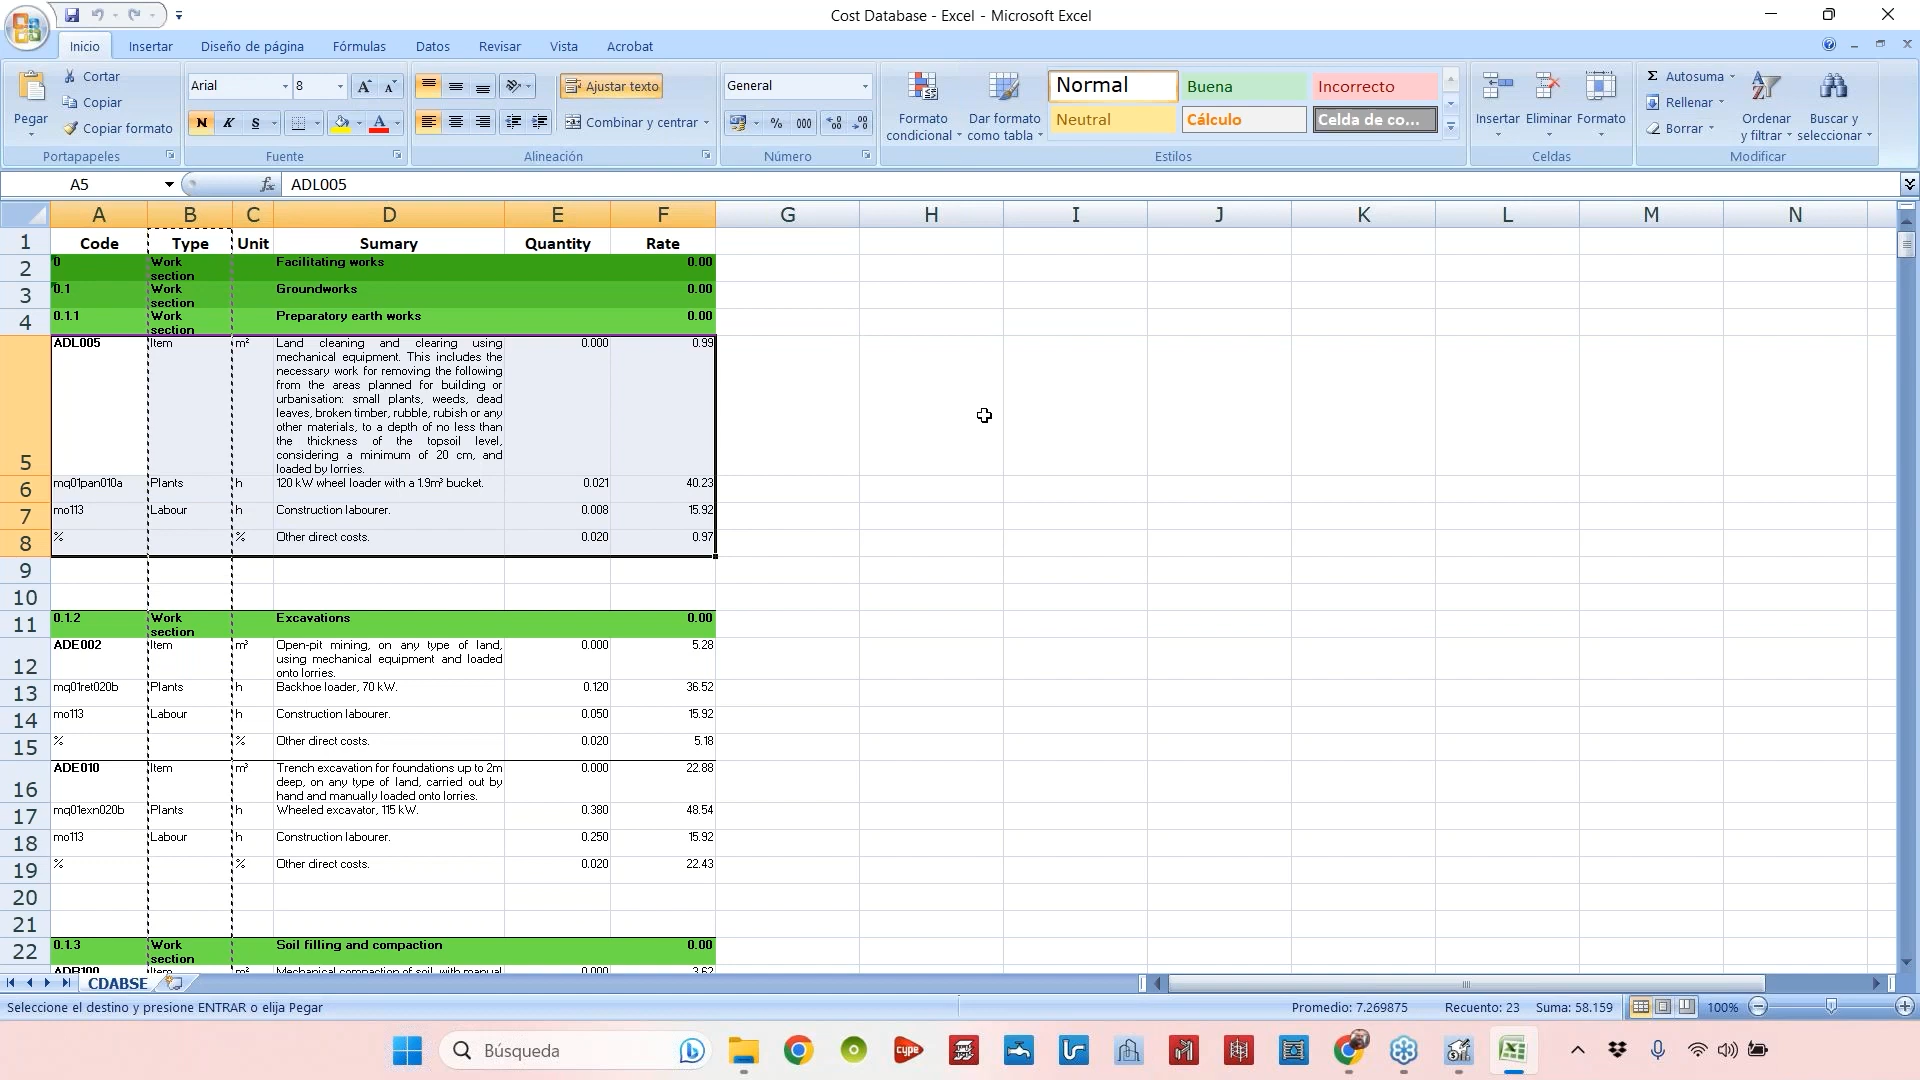 Cost Database - Excel - Microsoft Excel
Inicio Insertar Diseño de página Fórmulas Datos Revisar Vista Acrobat
Pegar
Cortar
Copiar
Copiar formato
Portapapeles
Arial 8
N K S
Fuente
Ajustar texto
Combinar y centrar
Alineación
General
% 000
Número
Formato condicional
Dar formato como tabla
Normal Buena Incorrecto
Neutral Cálculo Celda de co...
Estilos
Insertar Eliminar Formato
Celdas
Autosuma
Rellenar
Borrar
Ordenar y filtrar
Buscar y seleccionar
Modificar
A5 fx ADL005
A B C D E F G H I J K L M N
1 Code Type Unit Sumary Quantity Rate
2 0 Work section Facilitating works 0.00
3 0.1 Work section Groundworks 0.00
4 0.1.1 Work section Preparatory earth works 0.00
5 ADL005 Item m² Land cleaning and clearing using 0.000 0.99
mechanical equipment. This includes the
necessary work for removing the following
from the areas planned for building or
urbanisation: small plants, weeds, dead
leaves, broken timber, rubble, rubish or any
other materials, to a depth of no less than
the thickness of the topsoil level,
considering a minimum of 20 cm, and
loaded by lorries.
6 mq01pan010a Plants h 120 kW wheel loader with a 1.9m³ bucket. 0.021 40.23
7 mo113 Labour h Construction labourer. 0.008 15.92
8 % % Other direct costs. 0.020 0.97
9
10
11 0.1.2 Work section Excavations 0.00
12 ADE002 Item m³ Open-pit mining, on any type of land, 0.000 5.28
using mechanical equipment and loaded
onto lorries.
13 mq01ret020b Plants h Backhoe loader, 70 kW. 0.120 36.52
14 mo113 Labour h Construction labourer. 0.050 15.92
15 % % Other direct costs. 0.020 5.18
16 ADE010 Item m³ Trench excavation for foundations up to 2m 0.000 22.88
deep, on any type of land, carried out by
hand and manually loaded onto lorries.
17 mq01exn020b Plants h Wheeled excavator, 115 kW. 0.380 48.54
18 mo113 Labour h Construction labourer. 0.250 15.92
19 % % Other direct costs. 0.020 22.43
20
21
22 0.1.3 Work section Soil filling and compaction 0.00
Item m² Mechanical compaction of soil, with manual 0.000 3.62
CDABSE
Seleccione el destino y presione ENTRAR o elija Pegar Promedio: 7.269875 Recuento: 23 Suma: 58.159 100%
Búsqueda
cype